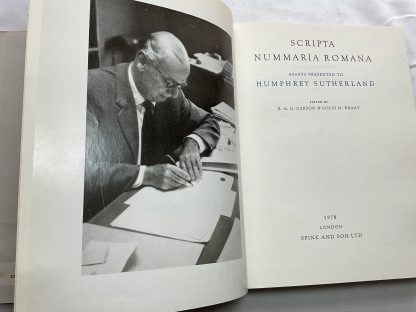 SCRIPTA
NUMMARIA ROMANA
ESSAYS PRESENTED TO
HUMPHREY SUTHERLAND
EDITED BY
R. A. G. CARSON & COLIN M. KRAAY
1978
LONDON
SPINK AND SON LTD